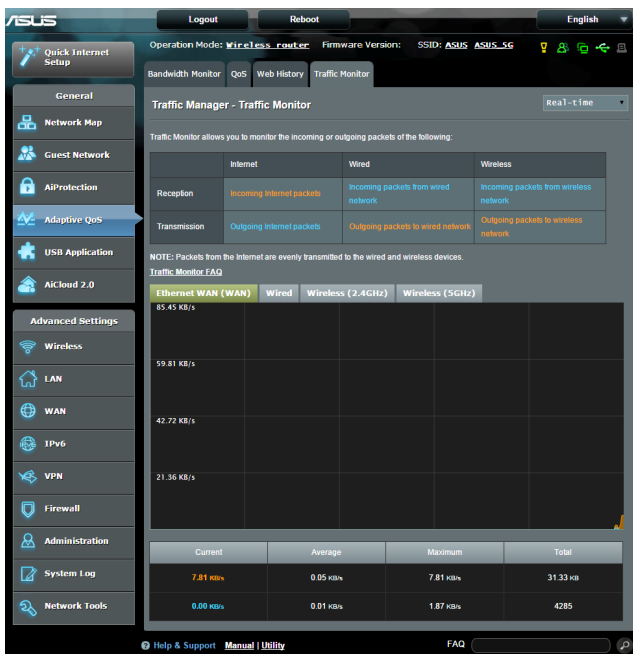 ASUS
Logout Reboot English
Quick Internet
Setup
Operation Mode: Wireless router Firmware Version: SSID: ASUS ASUS_5G
Bandwidth Monitor QoS Web History Traffic Monitor
General
Network Map
Guest Network
AiProtection
Adaptive QoS
USB Application
AiCloud 2.0
Advanced Settings
Wireless
LAN
WAN
IPv6
VPN
Firewall
Administration
System Log
Network Tools
Traffic Manager - Traffic Monitor Real-time
Traffic Monitor allows you to monitor the incoming or outgoing packets of the following:
Internet Wired Wireless
Reception Incoming Internet packets Incoming packets from wired
network Incoming packets from wireless
network
Transmission Outgoing Internet packets Outgoing packets to wired network Outgoing packets to wireless
network
NOTE: Packets from the Internet are evenly transmitted to the wired and wireless devices.
Traffic Monitor FAQ
Ethernet WAN (WAN) Wired Wireless (2.4GHz) Wireless (5GHz)
85.45 KB/s
59.81 KB/s
42.72 KB/s
21.36 KB/s
Current Average Maximum Total
7.81 KB/s 0.05 KB/s 7.81 KB/s 31.33 KB
0.00 KB/s 0.01 KB/s 1.87 KB/s 4285
Help & Support Manual | Utility FAQ